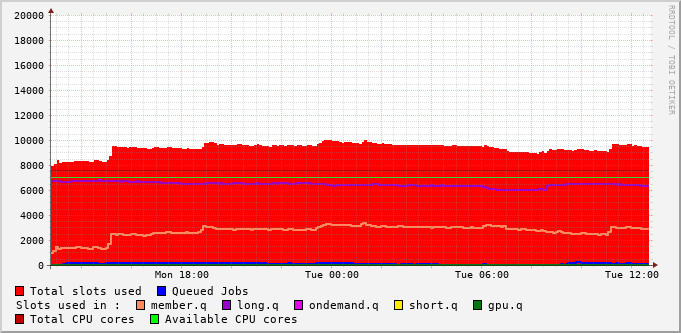 RRDTOOL / TOBI OETIKER
20000
18000
16000
14000
12000
10000
8000
6000
4000
2000
0
Mon 18:00 Tue 00:00 Tue 06:00 Tue 12:00
Total slots used Queued Jobs
Slots used in : member.q long.q ondemand.q short.q gpu.q
Total CPU cores Available CPU cores